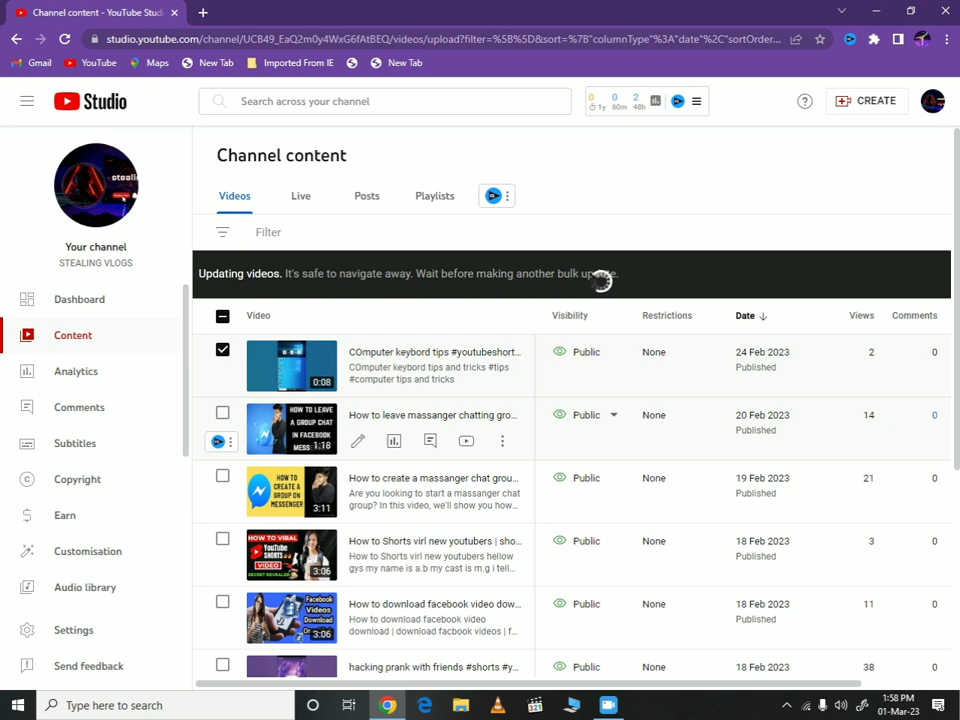 Channel content - YouTube Studi
studio.youtube.com/channel/UCB49_EaQ2m0y4WxG6fAtBEQ/videos/upload?filter=%5B%5D&sort=%7B"columnType"%3A"date"%2C"sortOrder...
Gmail YouTube Maps New Tab Imported From IE New Tab
Studio Search across your channel 0 0 2 CREATE
1y 60m 48h
Channel content
Videos Live Posts Playlists
Filter
Updating videos. It's safe to navigate away. Wait before making another bulk update.
Your channel
STEALING VLOGS
Dashboard
Content
Analytics
Comments
Subtitles
Copyright
Earn
Customisation
Audio library
Settings
Send feedback
Video Visibility Restrictions Date Views Comments
0:08
COmputer keybord tips #youtubeshort... Public None 24 Feb 2023 2 0
COmputer keybord tips and tricks #tips Published
#computer tips and tricks
HOW TO LEAVE
A GROUP CHAT
IN FACEBOOK
1:18
How to leave massanger chatting gro... Public None 20 Feb 2023 14 0
Published
HOW TO
CREATE A
GROUP ON
MESSENGER
3:11
How to create a massanger chat grou... Public None 19 Feb 2023 21 0
Are you looking to start a massanger chat Published
group? In this video, we'll show you how...
HOW TO VIRAL
YouTube
SHORTS
VIDEO
SECRET REVEALED
3:06
How to Shorts virl new youtubers | sho... Public None 18 Feb 2023 3 0
How to Shorts virl new youtubers hellow Published
gys my name is a.b my cast is m.g i tell...
Facebook
Videos
Download
3:06
How to download facebook video dow... Public None 18 Feb 2023 11 0
How to download facebook video Published
download | download facbook videos | f...
hacking prank with friends #shorts #y... Public None 18 Feb 2023 38 0
Type here to search
1:58 PM
01-Mar-23